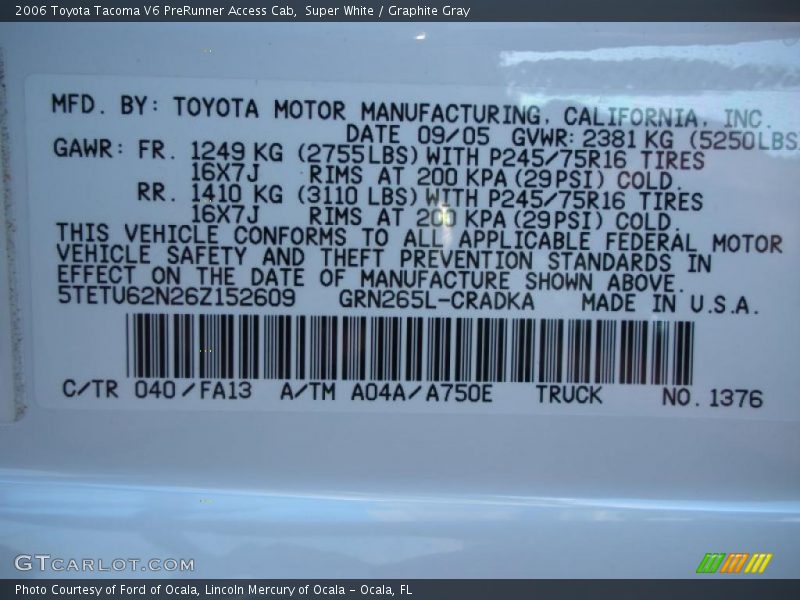 2006 Toyota Tacoma V6 PreRunner Access Cab,  Super White / Graphite Gray
MFD. BY: TOYOTA MOTOR MANUFACTURING, CALIFORNIA, INC.
DATE 09/05  GVWR: 2381 KG (5250LBS
GAWR: FR. 1249 KG (2755LBS) WITH P245/75R16 TIRES
16X7J RIMS AT 200 KPA (29PSI) COLD.
RR. 1410 KG (3110 LBS) WITH P245/75R16 TIRES
16X7J RIMS AT 200 KPA (29PSI) COLD.
THIS VEHICLE CONFORMS TO ALL APPLICABLE FEDERAL MOTOR
VEHICLE SAFETY AND THEFT PREVENTION STANDARDS IN
EFFECT ON THE DATE OF MANUFACTURE SHOWN ABOVE.
5TETU62N26Z152609 GRN265L-CRADKA MADE IN U.S.A.
C/TR 040/FA13 A/TM A04A/A750E TRUCK NO. 1376
GTCARLOT.COM
Photo Courtesy of Ford of Ocala, Lincoln Mercury of Ocala - Ocala, FL